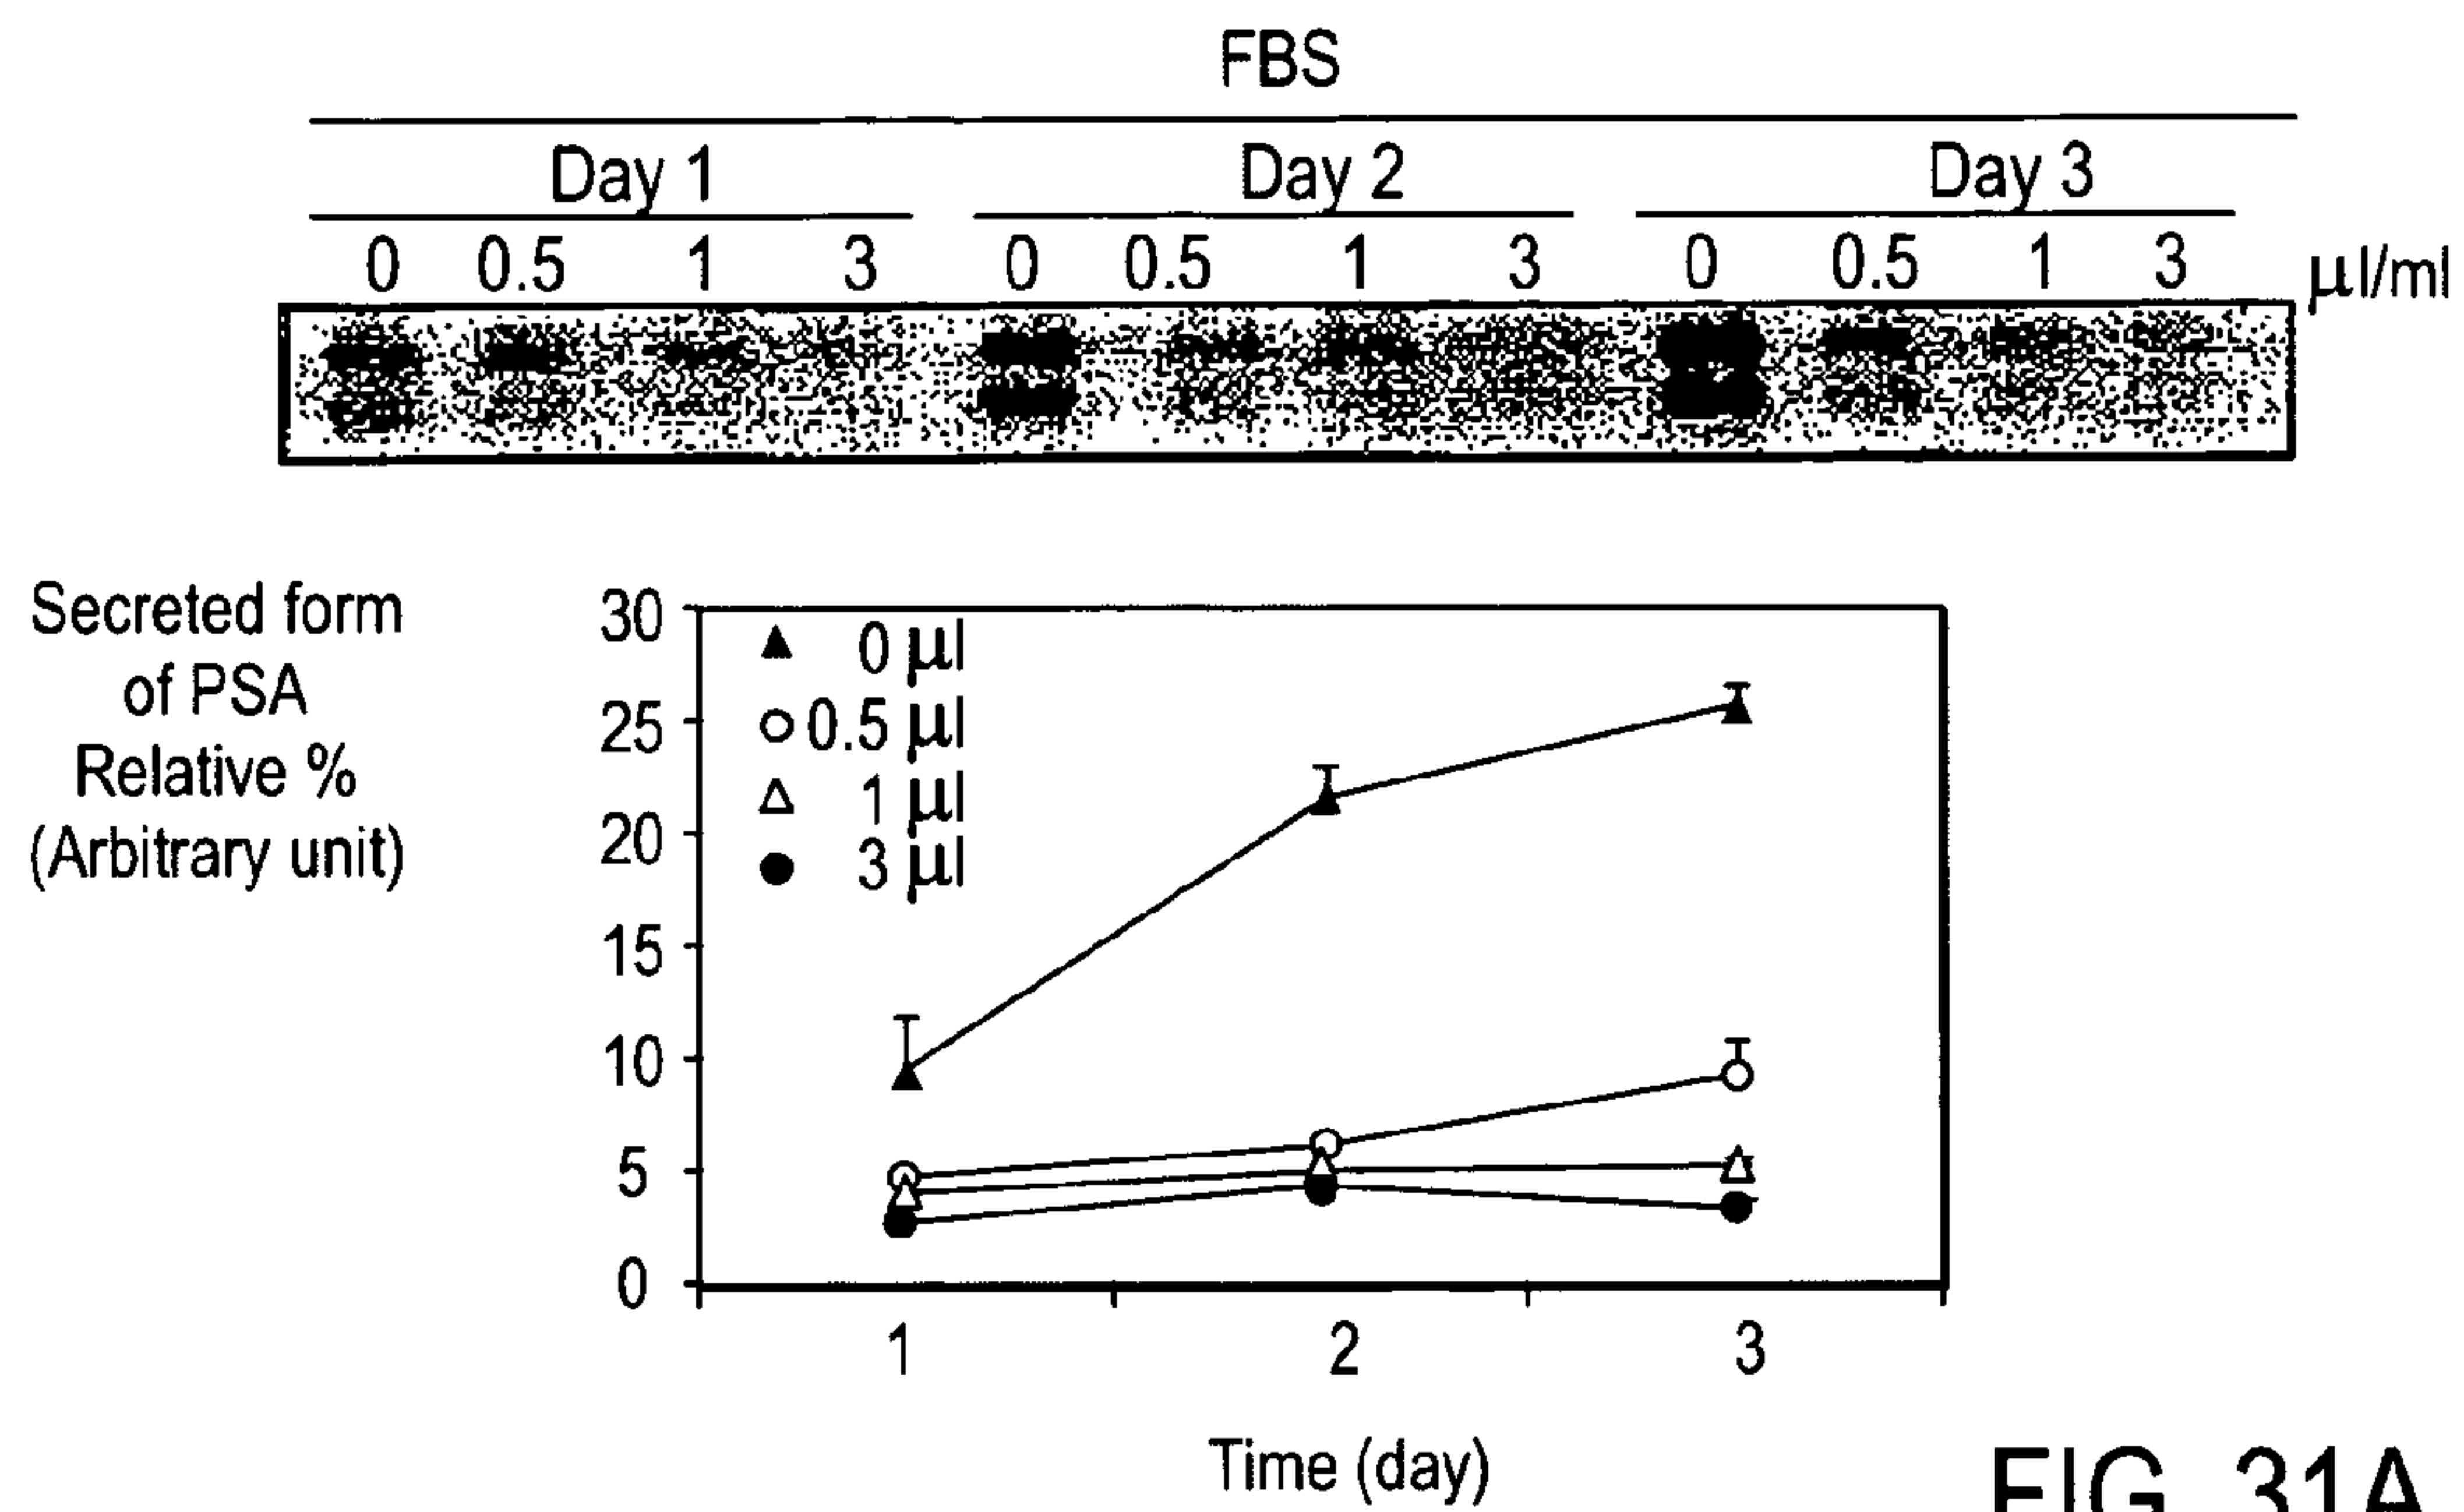 FBS
Day 1 Day 2 Day 3
0 0.5 1 3 0 0.5 1 3 0 0.5 1 3 μl/ml
Secreted form
of PSA
Relative %
(Arbitrary unit)
30
25
20
15
10
5
0
0 μl
0.5 μl
1 μl
3 μl
1 2 3
Time (day)
FIG. 31A